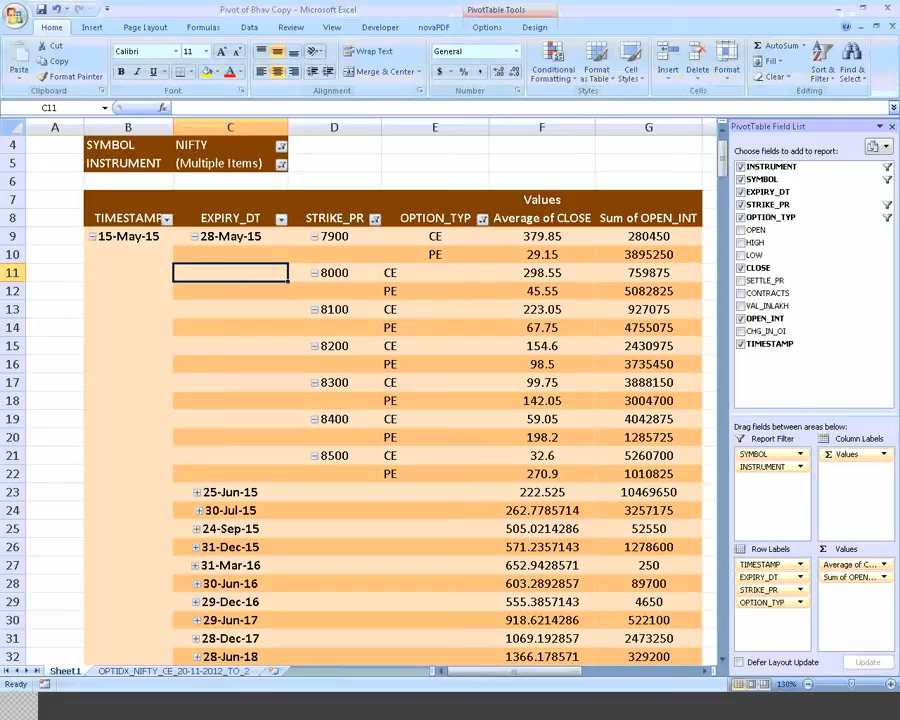 Pivot of Bhav Copy - Microsoft Excel
PivotTable Tools
Home Insert Page Layout Formulas Data Review View Developer novaPDF Options Design
Paste
Cut
Copy
Format Painter
Clipboard
Calibri 11
B I U
Font
Wrap Text
Merge & Center
Alignment
General
$ % ,
Number
Conditional Formatting
Format as Table
Cell Styles
Styles
Insert Delete Format
Cells
Σ AutoSum
Fill
Clear
Sort & Filter
Find & Select
Editing
C11
fx
A B C D E F G
4 SYMBOL NIFTY
5 INSTRUMENT (Multiple Items)
6
7 Values
8 TIMESTAMP EXPIRY_DT STRIKE_PR OPTION_TYP Average of CLOSE Sum of OPEN_INT
9 15-May-15 28-May-15 7900 CE 379.85 280450
10 PE 29.15 3895250
11 8000 CE 298.55 759875
12 PE 45.55 5082825
13 8100 CE 223.05 927075
14 PE 67.75 4755075
15 8200 CE 154.6 2430975
16 PE 98.5 3735450
17 8300 CE 99.75 3888150
18 PE 142.05 3004700
19 8400 CE 59.05 4042875
20 PE 198.2 1285725
21 8500 CE 32.6 5260700
22 PE 270.9 1010825
23 25-Jun-15 222.525 10469650
24 30-Jul-15 262.7785714 3257175
25 24-Sep-15 505.0214286 52550
26 31-Dec-15 571.2357143 1278600
27 31-Mar-16 652.9428571 250
28 30-Jun-16 603.2892857 89700
29 29-Dec-16 555.3857143 4650
30 29-Jun-17 918.6214286 522100
31 28-Dec-17 1069.192857 2473250
32 28-Jun-18 1366.178571 329200
PivotTable Field List
Choose fields to add to report:
INSTRUMENT
SYMBOL
EXPIRY_DT
STRIKE_PR
OPTION_TYP
OPEN
HIGH
LOW
CLOSE
SETTLE_PR
CONTRACTS
VAL_INLAKH
OPEN_INT
CHG_IN_OI
TIMESTAMP
Drag fields between areas below:
Report Filter
SYMBOL
INSTRUMENT
Column Labels
Σ Values
Row Labels
TIMESTAMP
EXPIRY_DT
STRIKE_PR
OPTION_TYP
Σ Values
Average of C...
Sum of OPEN...
Defer Layout Update
Update
Sheet1 OPTIDX_NIFTY_CE_20-11-2012_TO_2
Ready
130%